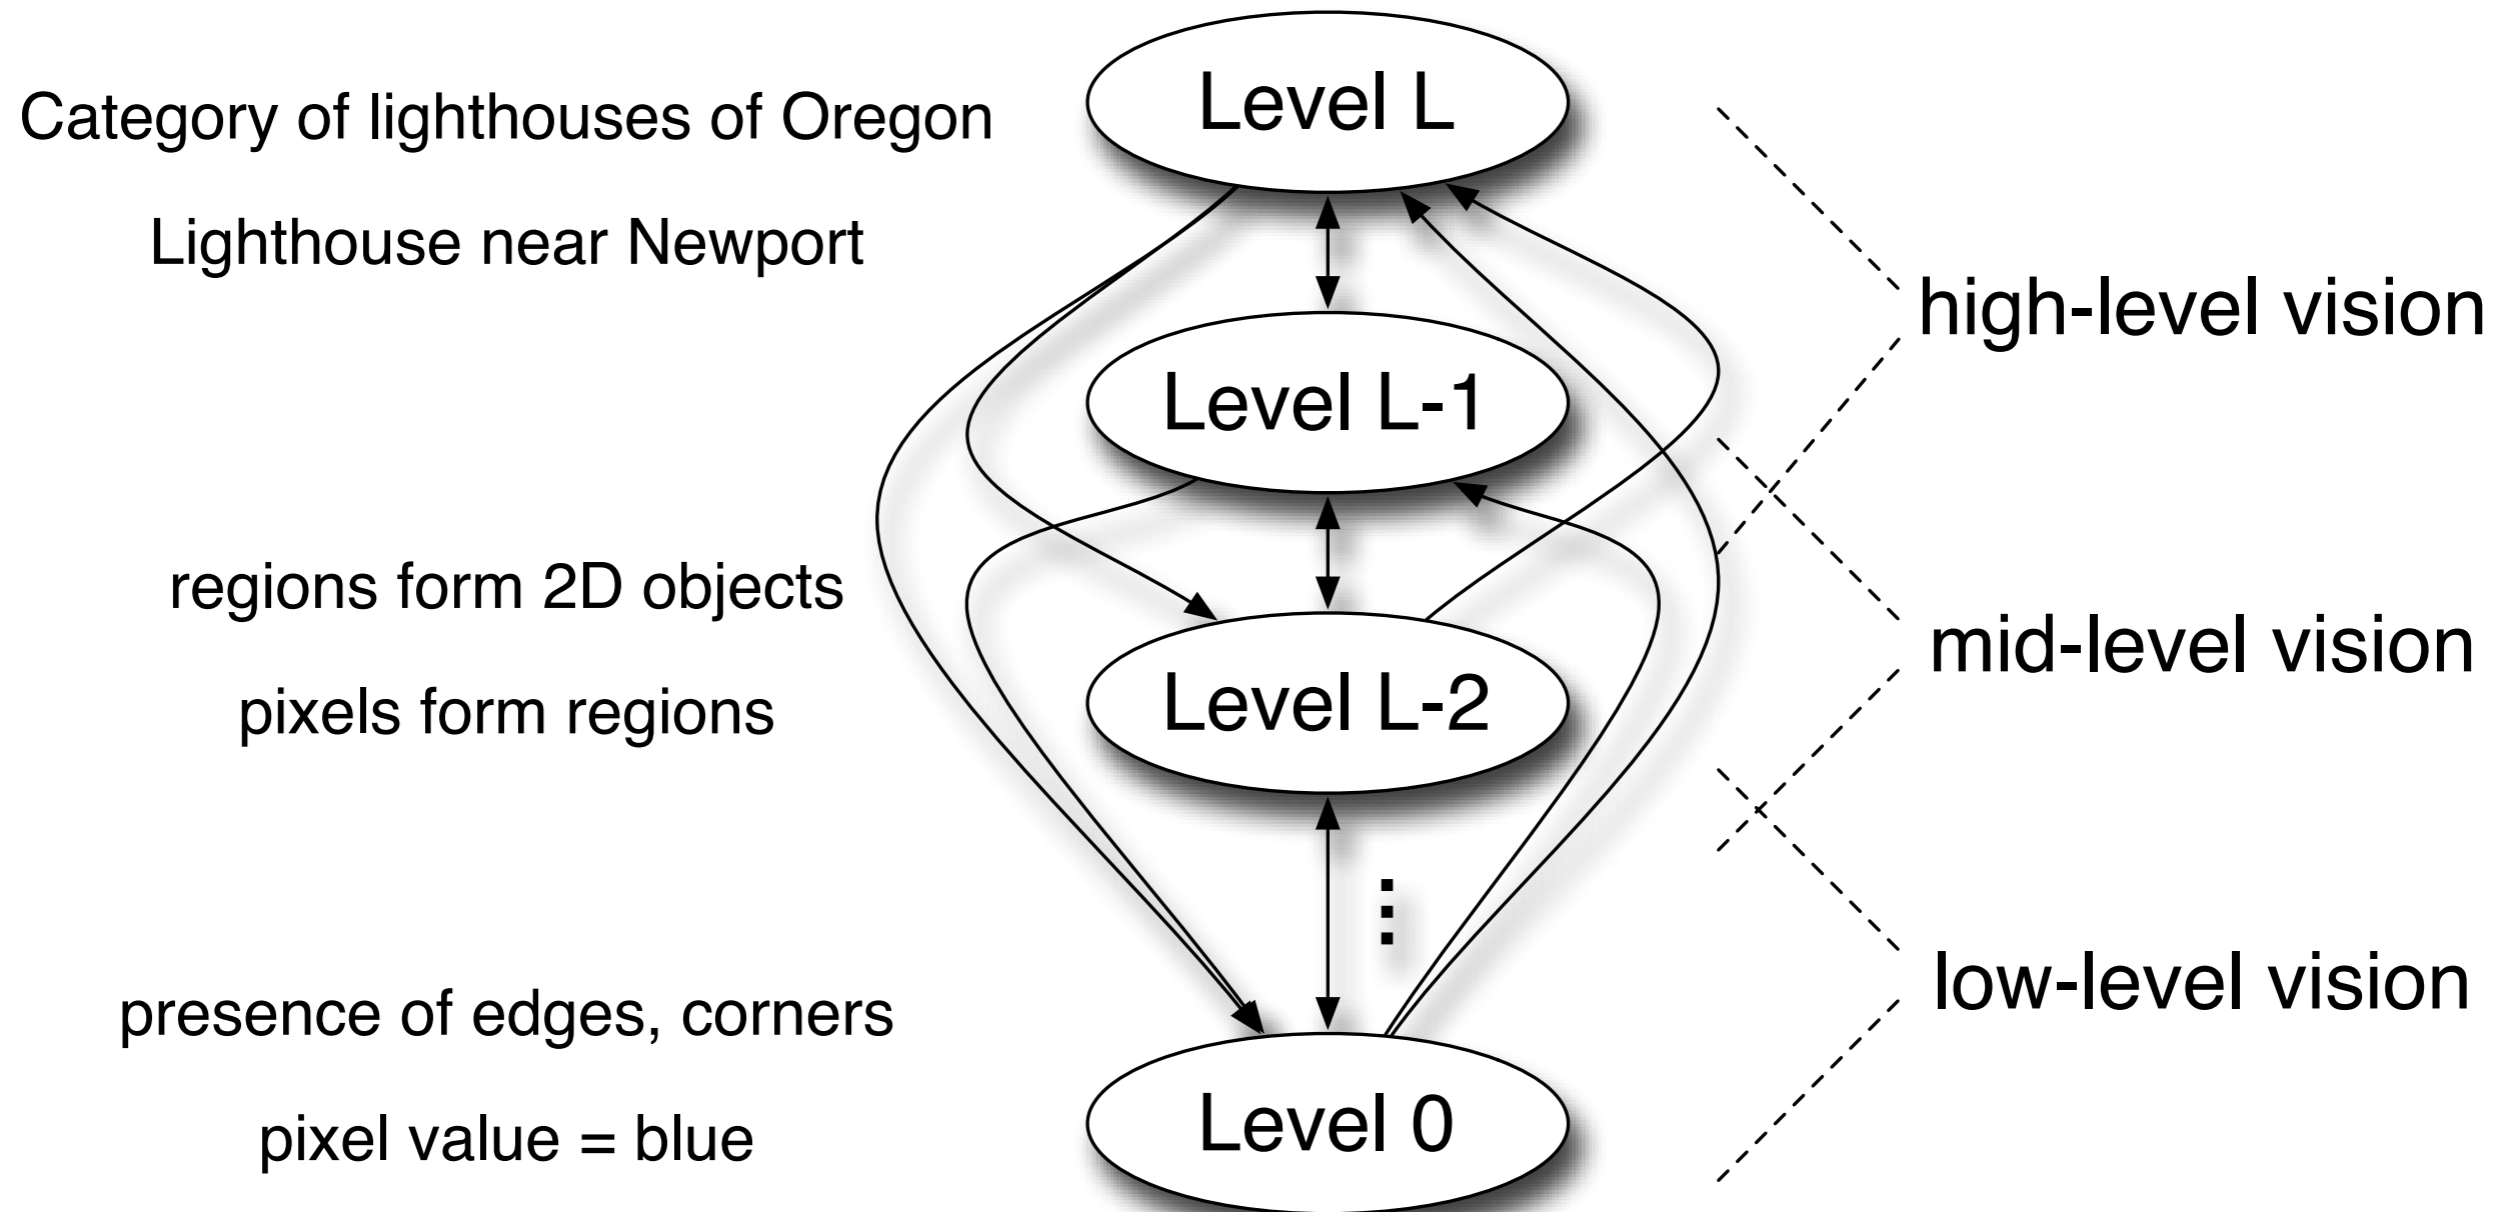 Category of lighthouses of Oregon
Lighthouse near Newport
regions form 2D objects
pixels form regions
presence of edges, corners
pixel value = blue
Level L
Level L-1
Level L-2
Level 0
high-level vision
mid-level vision
low-level vision